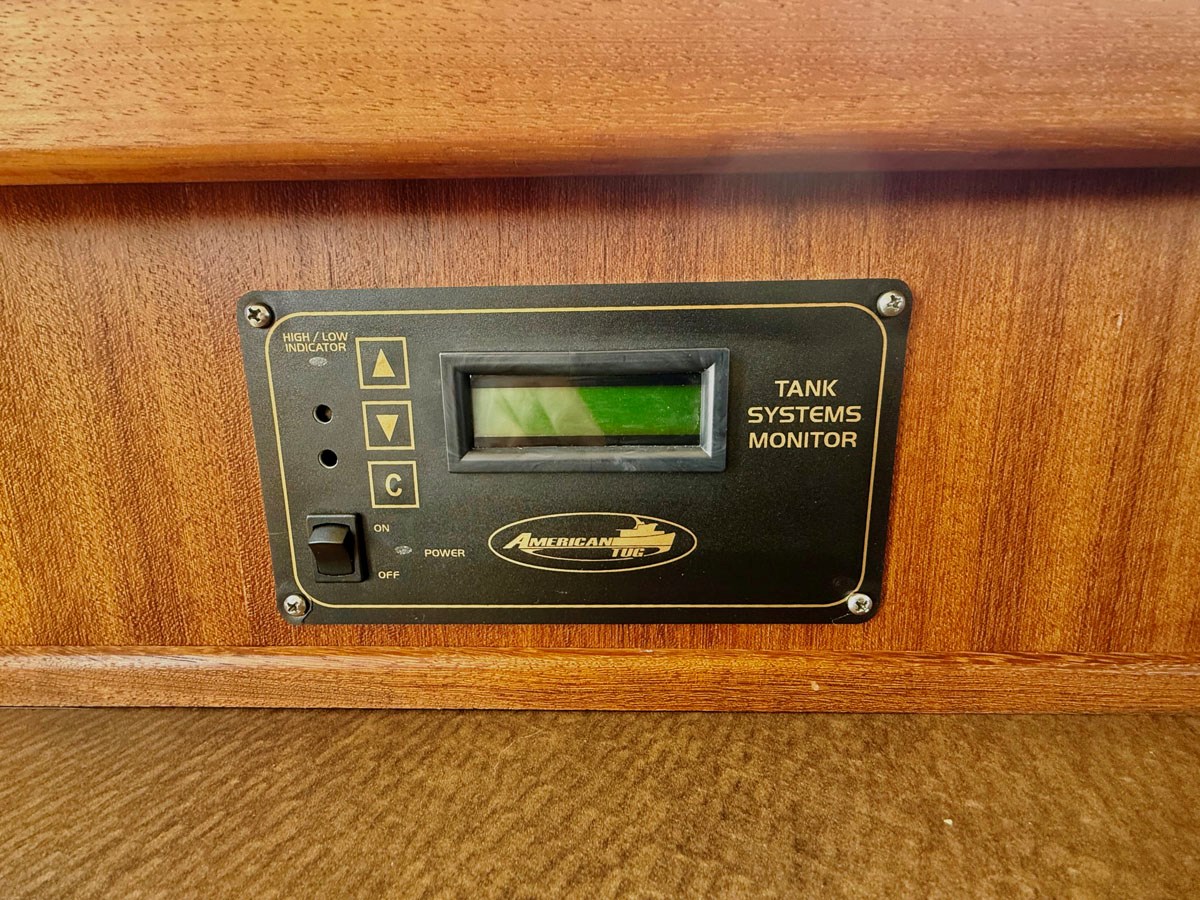 HIGH / LOW
INDICATOR
▲
▼
C
TANK
SYSTEMS
MONITOR
ON
POWER
OFF
AMERICAN
TUG